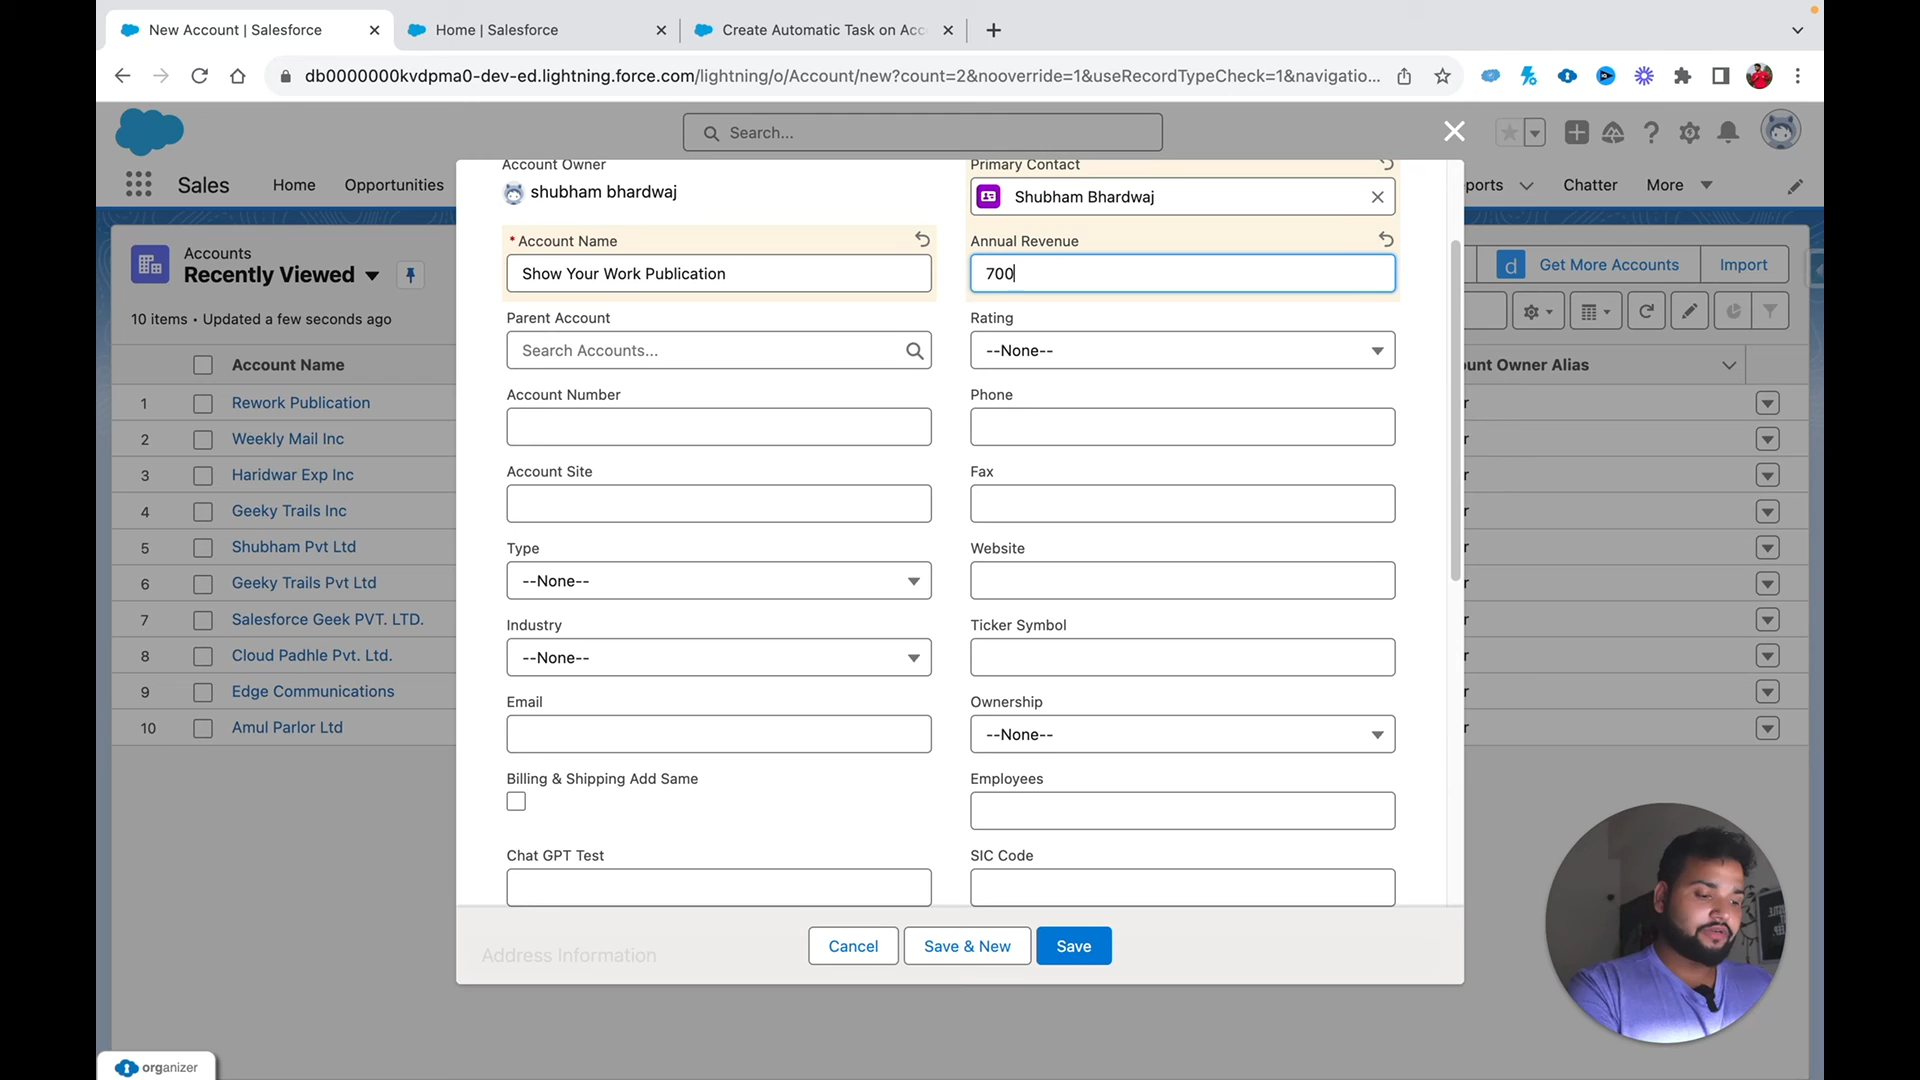 New Account | Salesforce
Home | Salesforce
Create Automatic Task on Acc
db0000000kvdpma0-dev-ed.lightning.force.com/lightning/o/Account/new?count=2&nooverride=1&useRecordTypeCheck=1&navigatio...
Search...
Sales
Home
Opportunities
ports
Chatter
More
Accounts
Recently Viewed
10 items • Updated a few seconds ago
Get More Accounts
Import
Account Name
ount Owner Alias
1 Rework Publication
2 Weekly Mail Inc
3 Haridwar Exp Inc
4 Geeky Trails Inc
5 Shubham Pvt Ltd
6 Geeky Trails Pvt Ltd
7 Salesforce Geek PVT. LTD.
8 Cloud Padhle Pvt. Ltd.
9 Edge Communications
10 Amul Parlor Ltd
Account Owner
shubham bhardwaj
Primary Contact
Shubham Bhardwaj
*Account Name
Show Your Work Publication
Annual Revenue
700
Parent Account
Search Accounts...
Rating
--None--
Account Number
Phone
Account Site
Fax
Type
--None--
Website
Industry
--None--
Ticker Symbol
Email
Ownership
--None--
Billing & Shipping Add Same
Employees
Chat GPT Test
SIC Code
Address Information
Cancel
Save & New
Save
organizer